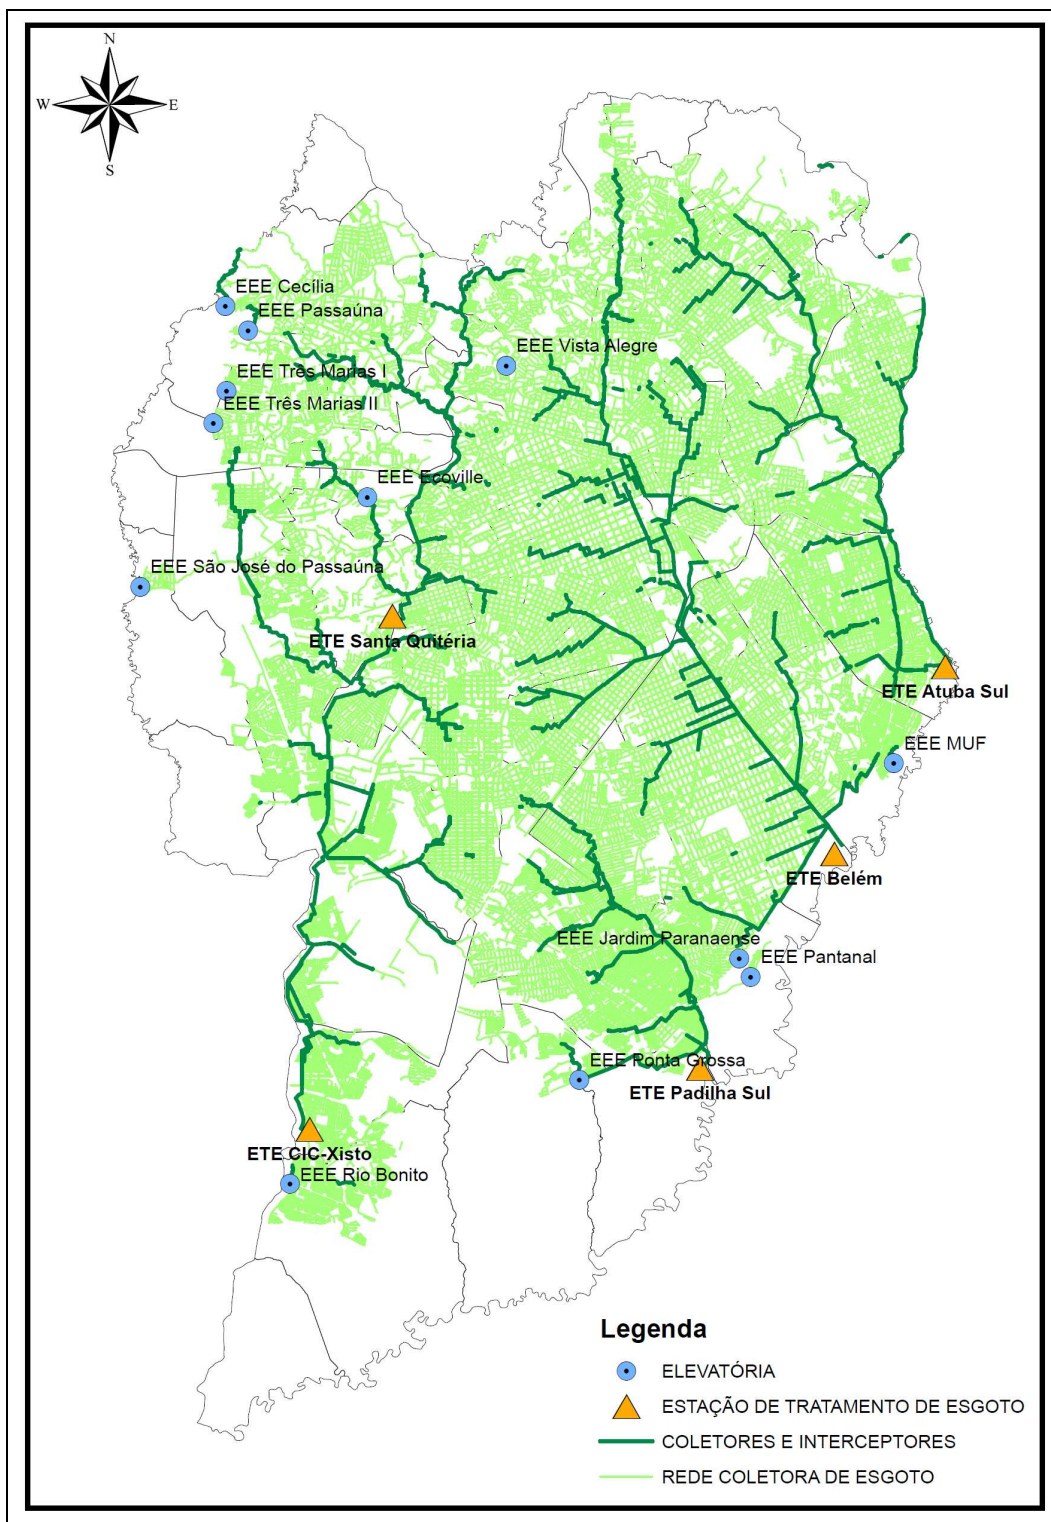 N
W
E
S
EEE Cecília
EEE Passaúna
EEE Vista Alegre
EEE Três Marias I
EEE Três Marias II
EEE Ecoville
EEE São José do Passaúna
ETE Santa Quitéria
ETE Atuba Sul
EEE MUF
ETE Belém
EEE Jardim Paranaense
EEE Pantanal
EEE Ponta Grossa
ETE Padilha Sul
ETE CIC-Xisto
EEE Rio Bonito
Legenda
ELEVATÓRIA
ESTAÇÃO DE TRATAMENTO DE ESGOTO
COLETORES E INTERCEPTORES
REDE COLETORA DE ESGOTO